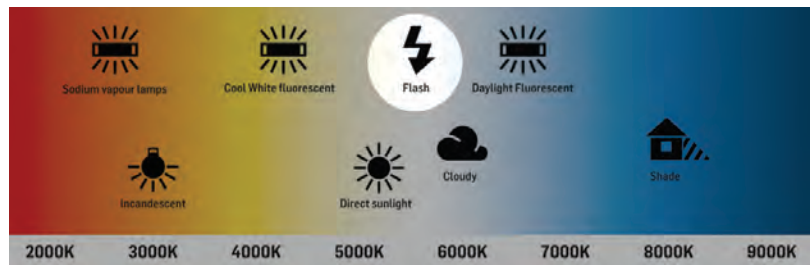 Sodium vapour lamps
Cool White fluorescent
Flash
Daylight Fluorescent
Incandescent
Direct sunlight
Cloudy
Shade
2000K 3000K 4000K 5000K 6000K 7000K 8000K 9000K